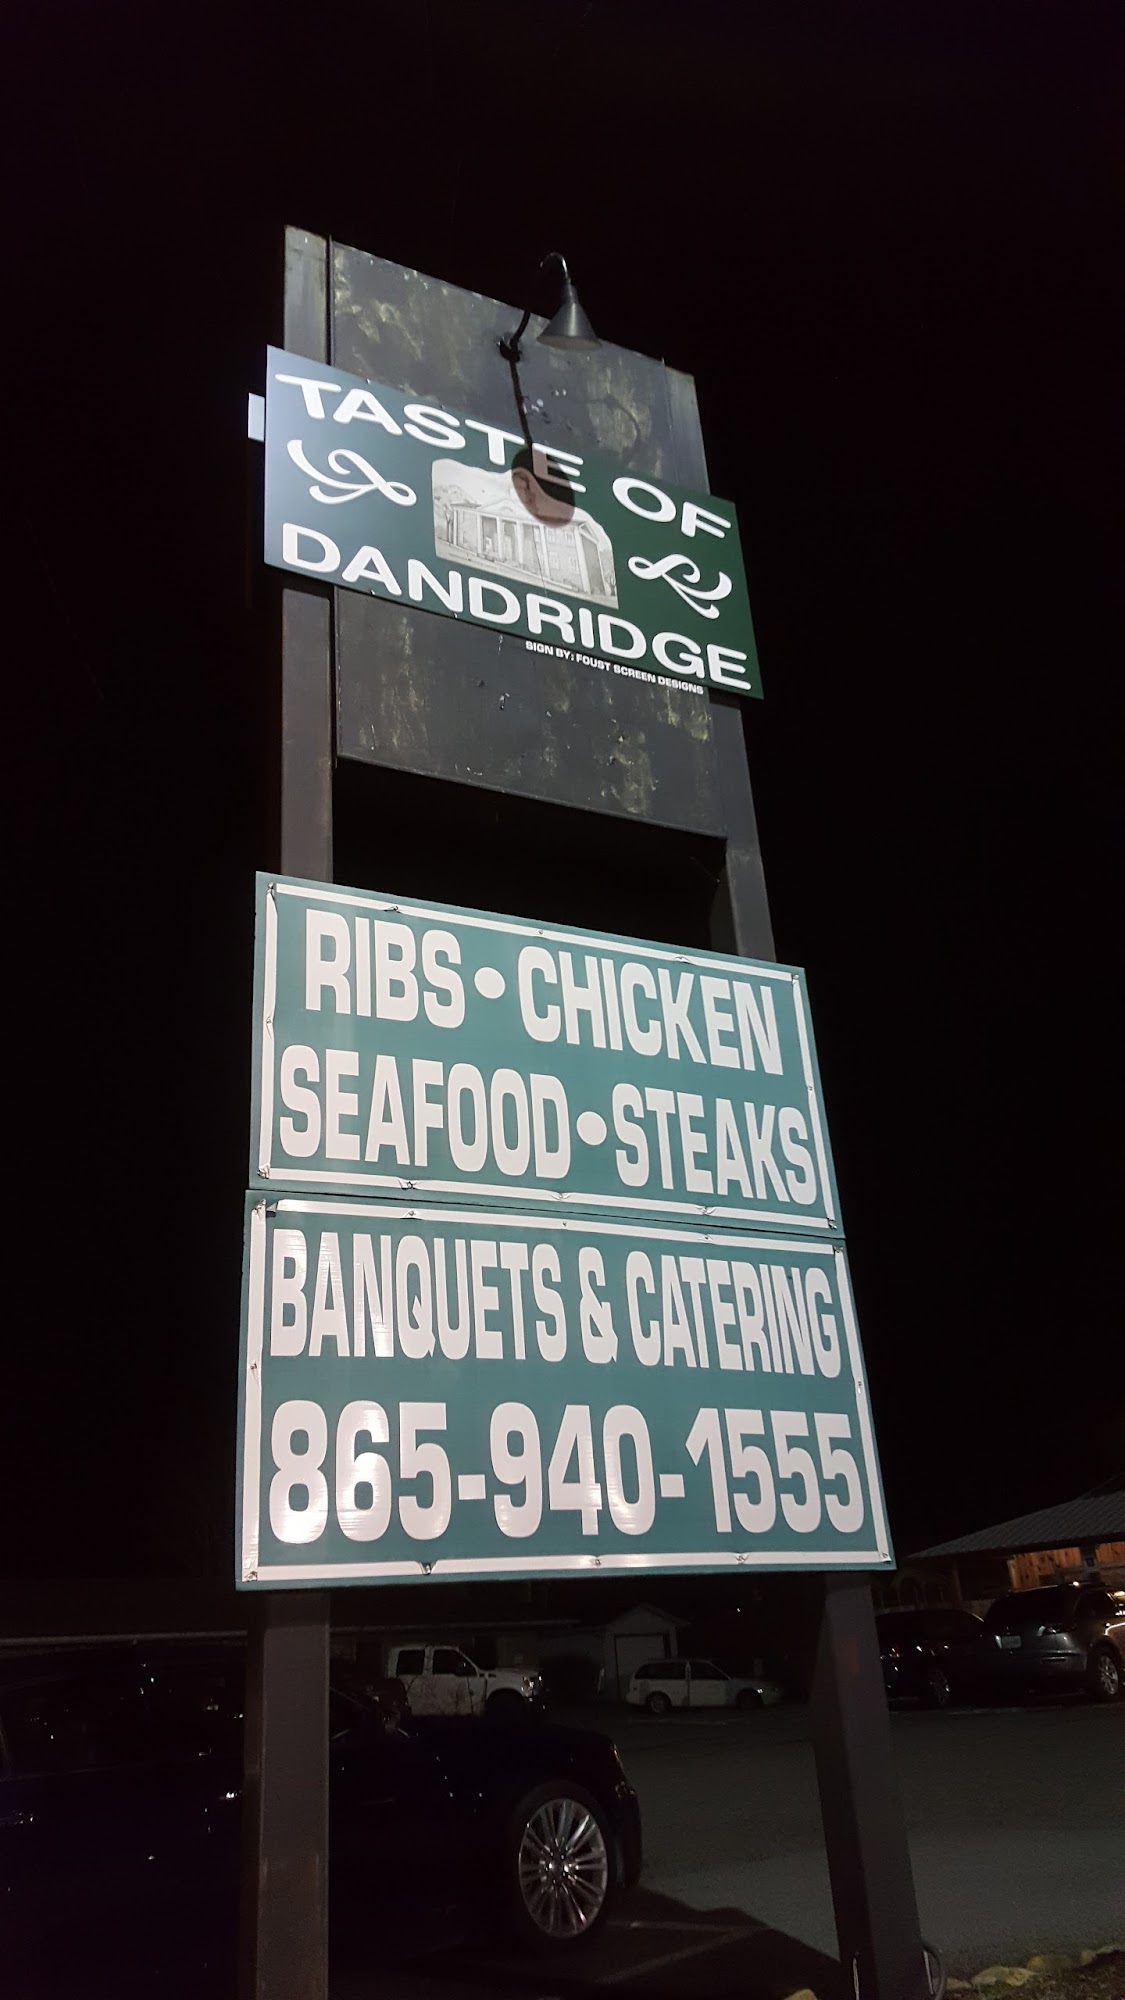 TASTE OF
DANDRIDGE
SIGN BY: FOUST SCREEN DESIGNS
RIBS • CHICKEN
SEAFOOD • STEAKS
BANQUETS & CATERING
865-940-1555